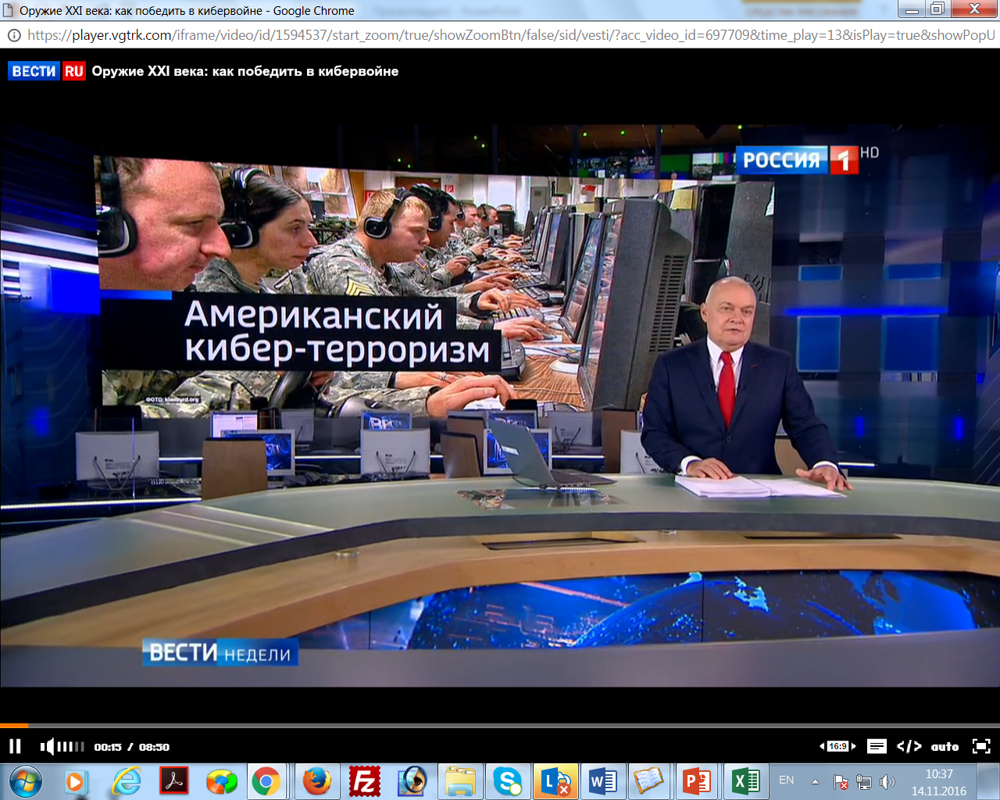 Оружие XXI века: как победить в кибервойне - Google Chrome
https://player.vgtrk.com/iframe/video/id/1594537/start_zoom/true/showZoomBtn/false/sid/vesti/?acc_video_id=697709&time_play=13&isPlay=true&showPopU
ВЕСТИ RU Оружие XXI века: как победить в кибервойне
РОССИЯ 1 HD
Американский
кибер-терроризм
ФОТО: kiwibyrd.org
ВЕСТИ НЕДЕЛИ
00:15 / 08:50
16:9
auto
EN
10:37
14.11.2016